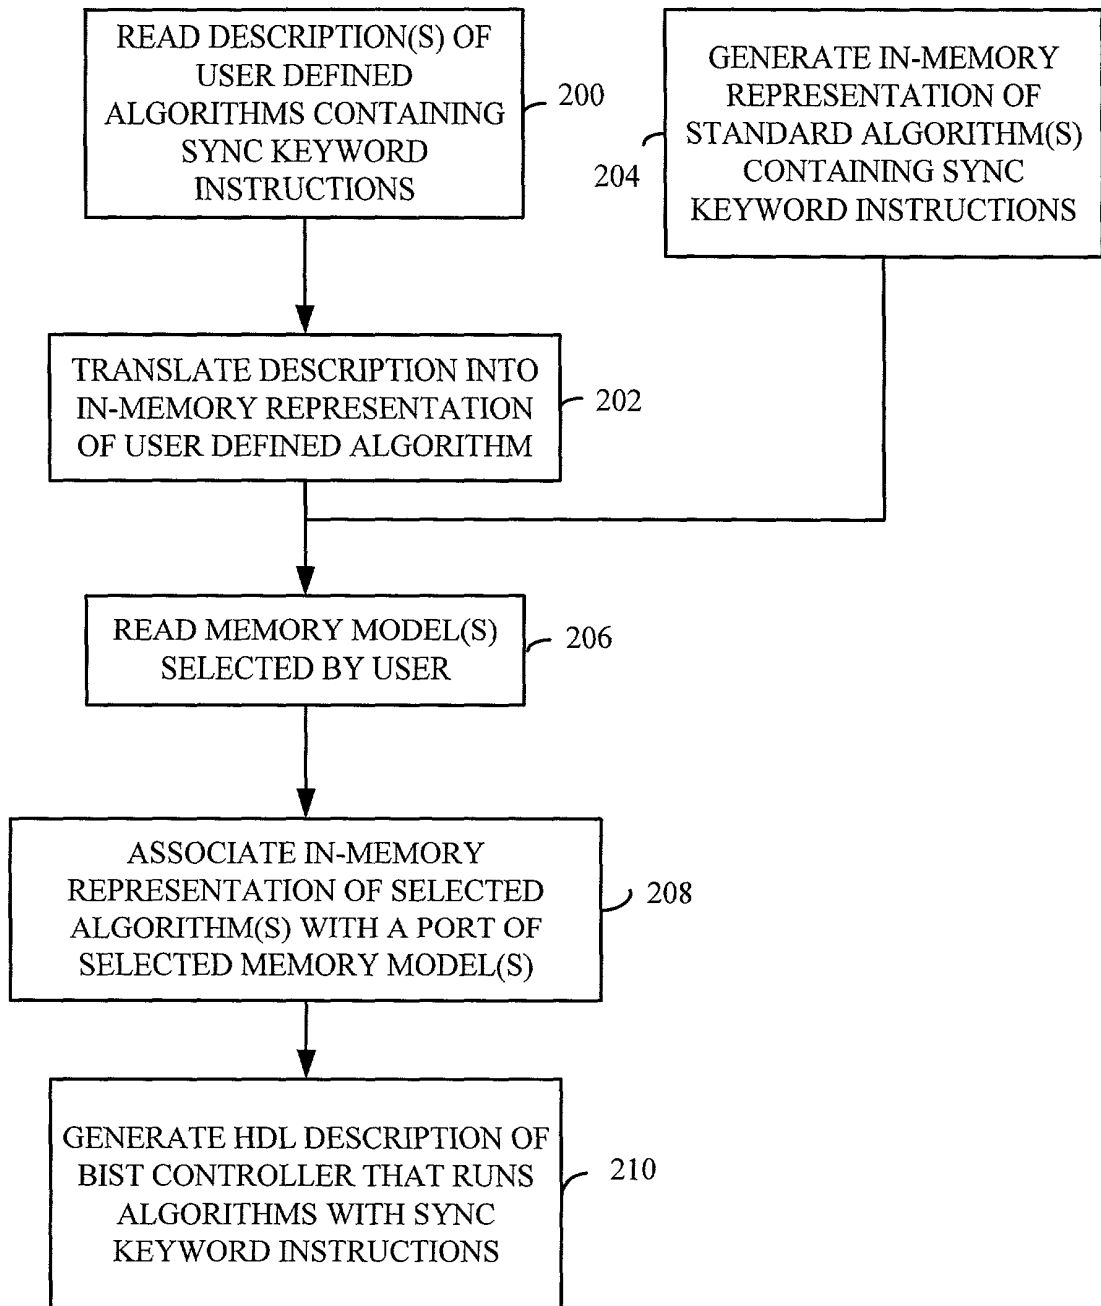 READ DESCRIPTION(S) OF
USER DEFINED
ALGORITHMS CONTAINING
SYNC KEYWORD
INSTRUCTIONS
200
GENERATE IN-MEMORY
REPRESENTATION OF
STANDARD ALGORITHM(S)
CONTAINING SYNC
KEYWORD INSTRUCTIONS
204
TRANSLATE DESCRIPTION INTO
IN-MEMORY REPRESENTATION
OF USER DEFINED ALGORITHM
202
READ MEMORY MODEL(S)
SELECTED BY USER
206
ASSOCIATE IN-MEMORY
REPRESENTATION OF SELECTED
ALGORITHM(S) WITH A PORT OF
SELECTED MEMORY MODEL(S)
208
GENERATE HDL DESCRIPTION OF
BIST CONTROLLER THAT RUNS
ALGORITHMS WITH SYNC
KEYWORD INSTRUCTIONS
210